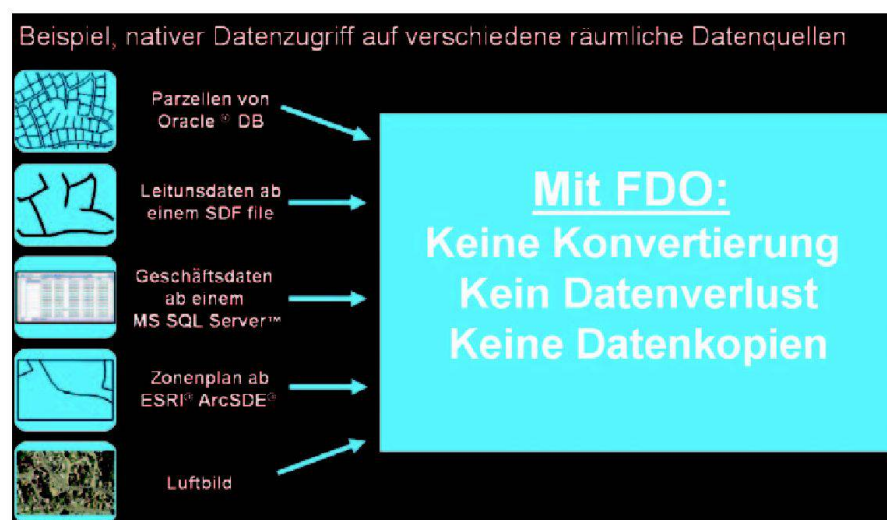 Beispiel, nativer Datenzugriff auf verschiedene räumliche Datenquellen
Parzellen von
Oracle ® DB
Leitunsdaten ab
einem SDF file
Geschäftsdaten
ab einem
MS SQL Server™
Zonenplan ab
ESRI® ArcSDE®
Luftbild
Mit FDO:
Keine Konvertierung
Kein Datenverlust
Keine Datenkopien